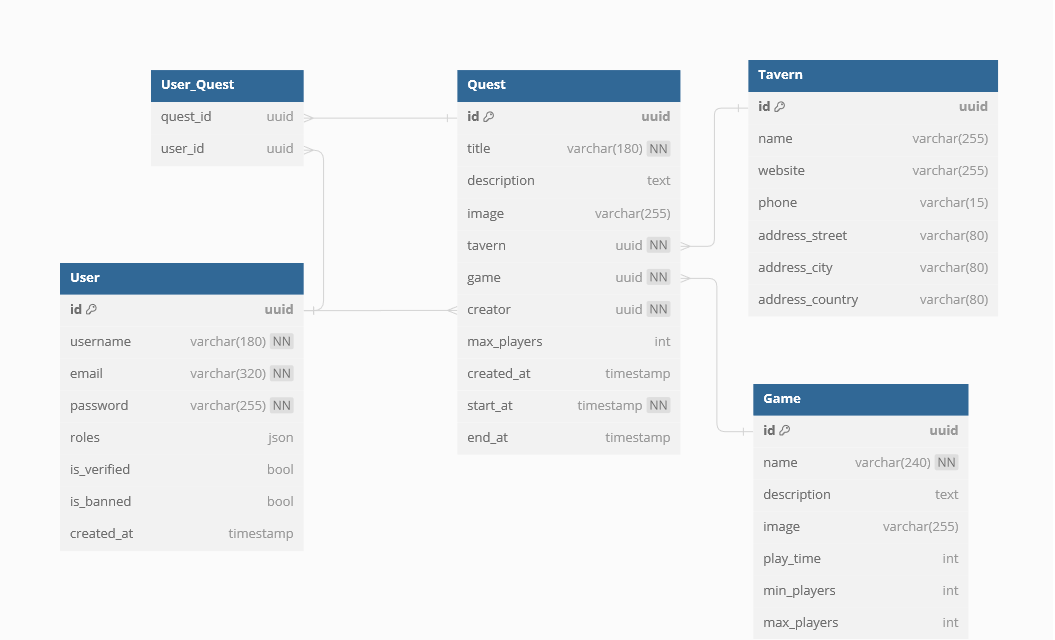 User_Quest
quest_id uuid
user_id uuid
User
id uuid
username varchar(180) NN
email varchar(320) NN
password varchar(255) NN
roles json
is_verified bool
is_banned bool
created_at timestamp
Quest
id uuid
title varchar(180) NN
description text
image varchar(255)
tavern uuid NN
game uuid NN
creator uuid NN
max_players int
created_at timestamp
start_at timestamp NN
end_at timestamp
Tavern
id uuid
name varchar(255)
website varchar(255)
phone varchar(15)
address_street varchar(80)
address_city varchar(80)
address_country varchar(80)
Game
id uuid
name varchar(240) NN
description text
image varchar(255)
play_time int
min_players int
max_players int